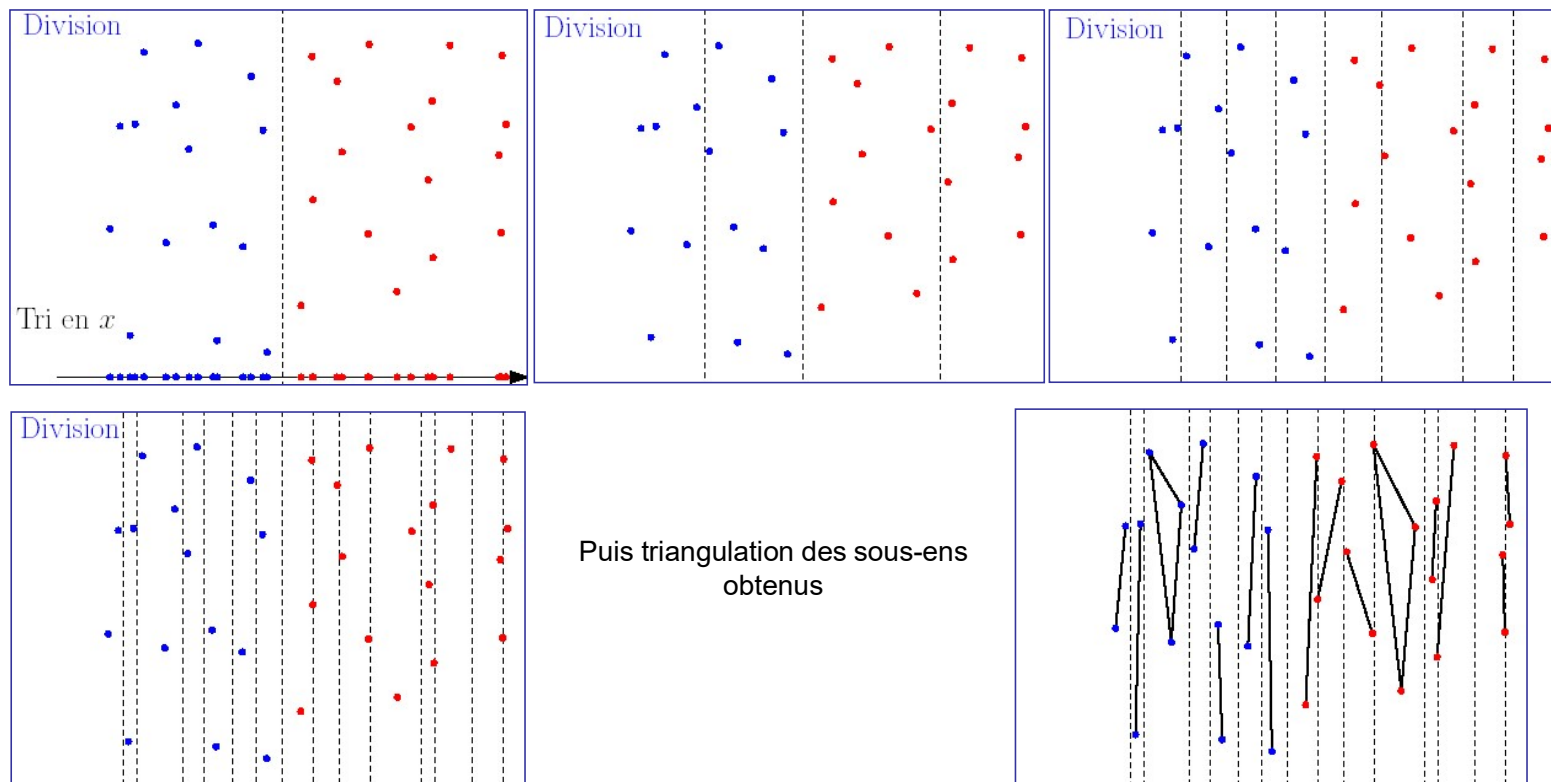 Division
Division
Division
Tri en x
Division
Puis triangulation des sous-ens
obtenus